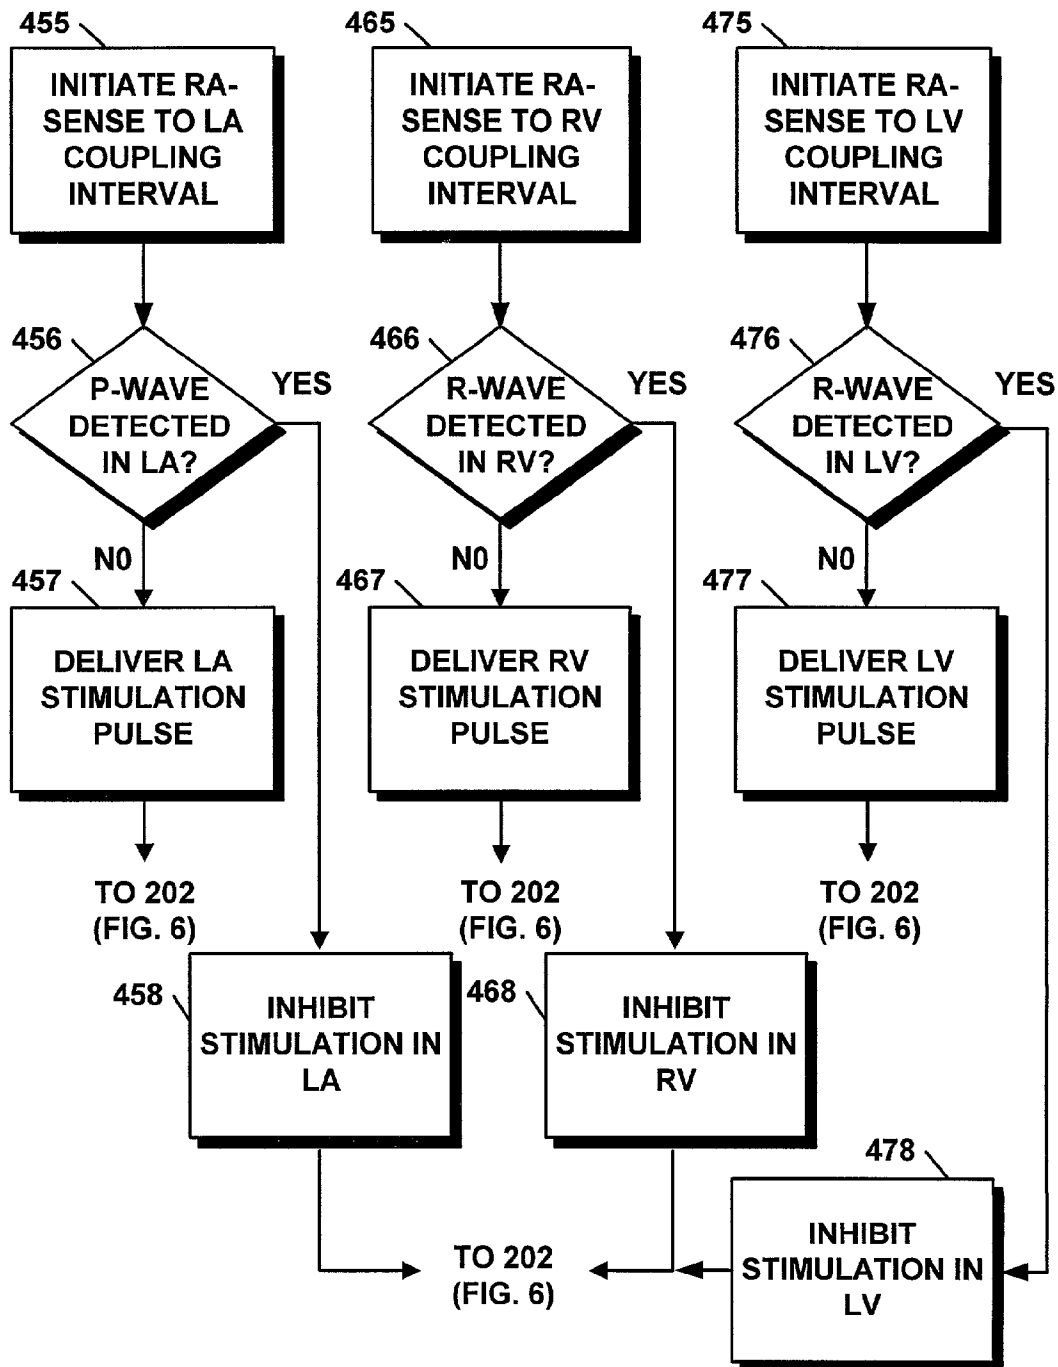 455
INITIATE RA-
SENSE TO LA
COUPLING
INTERVAL
465
INITIATE RA-
SENSE TO RV
COUPLING
INTERVAL
475
INITIATE RA-
SENSE TO LV
COUPLING
INTERVAL
456
P-WAVE
DETECTED
IN LA?
YES
NO
466
R-WAVE
DETECTED
IN RV?
YES
NO
476
R-WAVE
DETECTED
IN LV?
YES
NO
457
DELIVER LA
STIMULATION
PULSE
467
DELIVER RV
STIMULATION
PULSE
477
DELIVER LV
STIMULATION
PULSE
TO 202
(FIG. 6)
TO 202
(FIG. 6)
TO 202
(FIG. 6)
458
INHIBIT
STIMULATION IN
LA
468
INHIBIT
STIMULATION IN
RV
478
INHIBIT
STIMULATION IN
LV
TO 202
(FIG. 6)